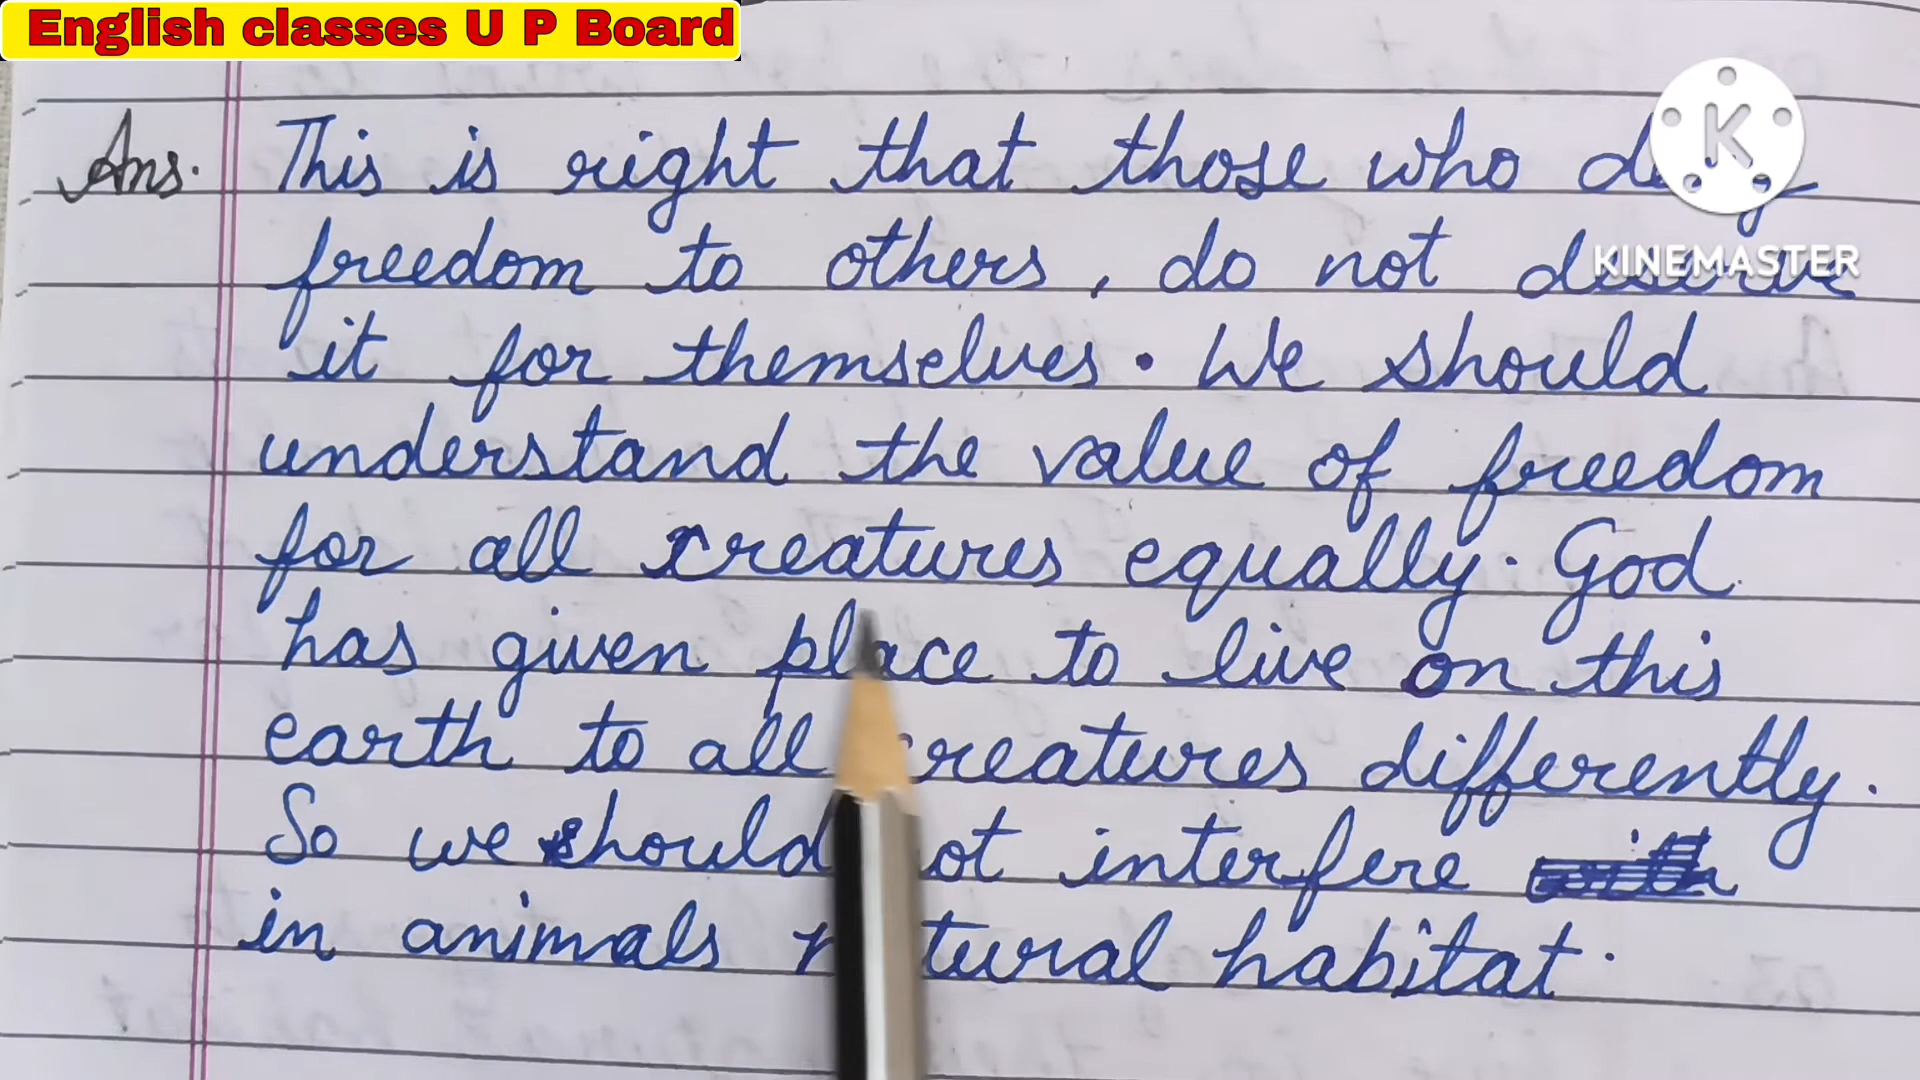 English classes U P Board
Ans. This is right that those who deny
freedom to others, do not deserve
it for themselves. We should
understand the value of freedom
for all creatures equally. God
has given place to live on this
earth to all creatures differently.
So we should not interfere
in animals natural habitat.
K
KINEMASTER